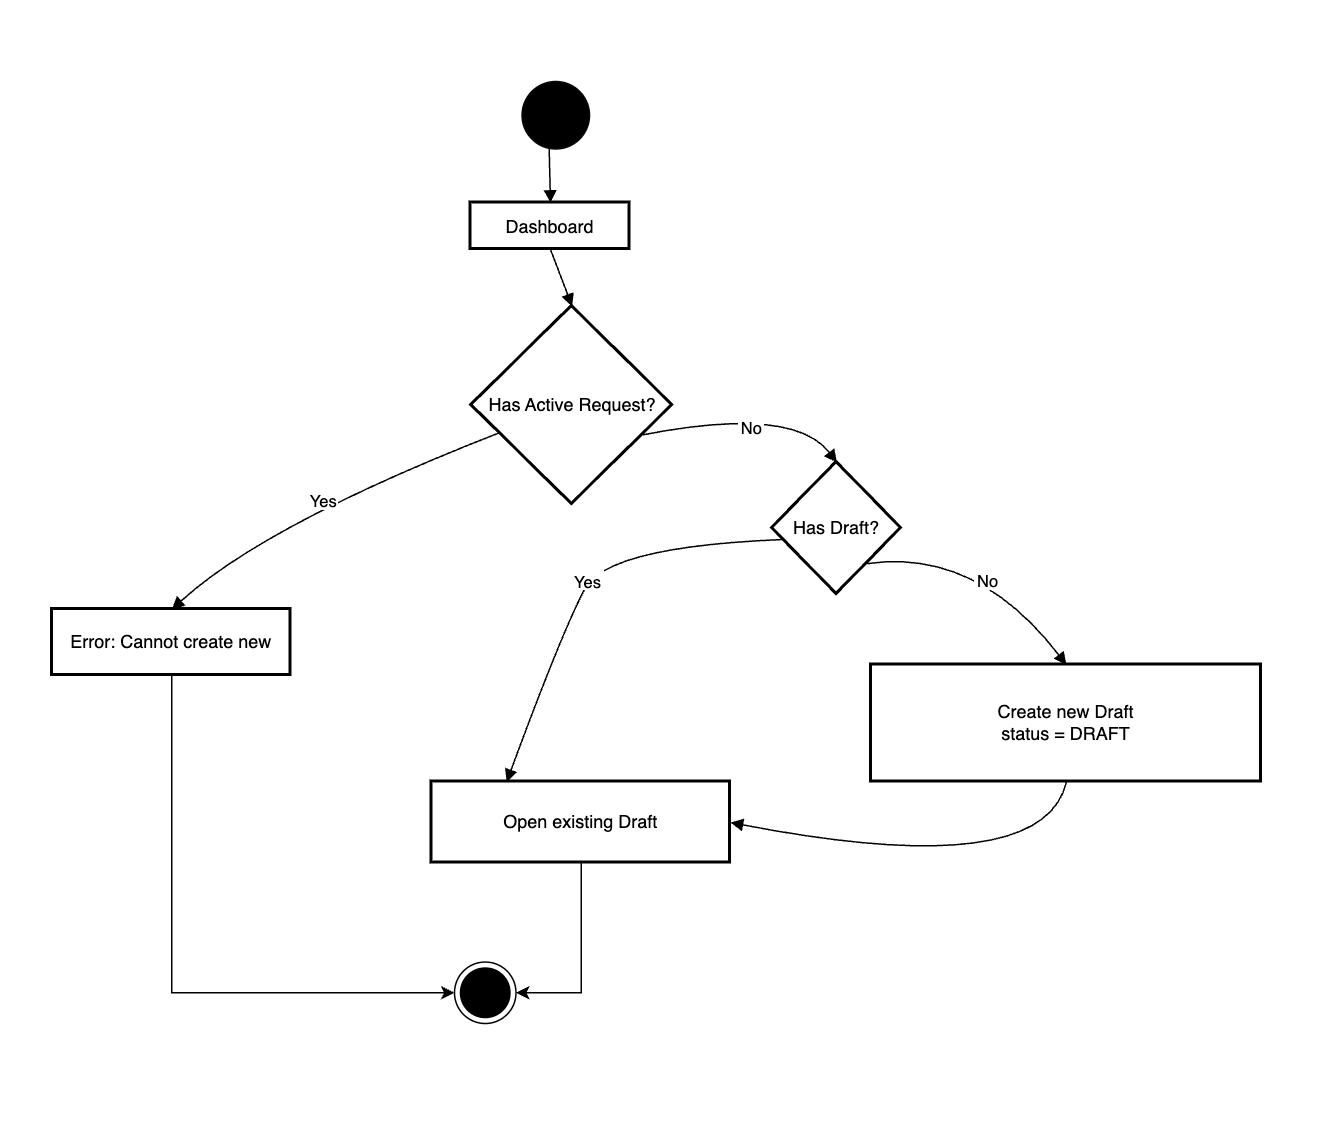 Dashboard
Has Active Request?
No
Yes
Has Draft?
Yes
No
Error: Cannot create new
Create new Draft
status = DRAFT
Open existing Draft